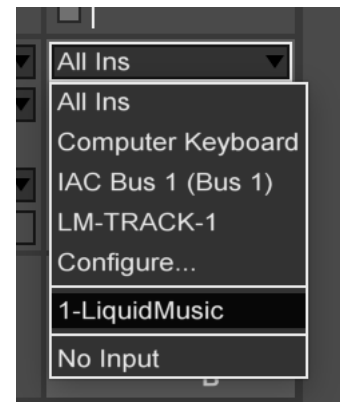 All Ins
All Ins
Computer Keyboard
IAC Bus 1 (Bus 1)
LM-TRACK-1
Configure...
1-LiquidMusic
No Input